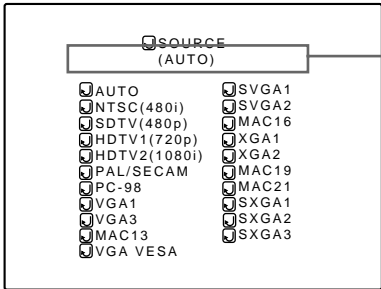 SOURCE
(AUTO)
AUTO
NTSC(480i)
SDTV(480p)
HDTV1(720p)
HDTV2(1080i)
PAL/SECAM
PC-98
VGA1
VGA3
MAC13
VGA VESA
SVGA1
SVGA2
MAC16
XGA1
XGA2
MAC19
MAC21
SXGA1
SXGA2
SXGA3